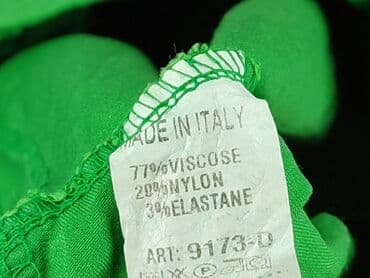 MADE IN ITALY
77%VISCOSE
20%NYLON
3%ELASTANE
ART: 9173-D